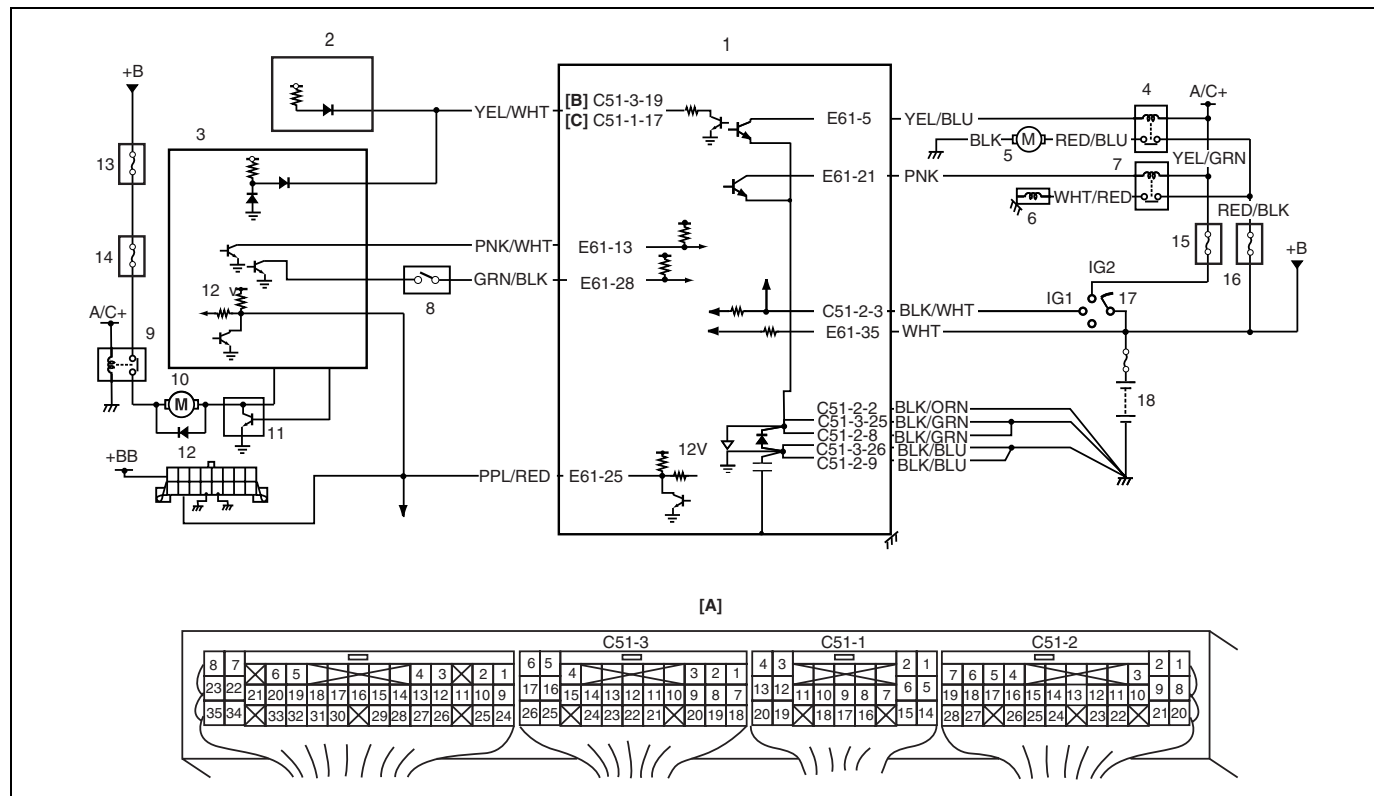 2
1
+B
3
13
14
A/C+
9
10
11
12
+BB
YEL/WHT
[B] C51-3-19
[C] C51-1-17
PNK/WHT
E61-13
GRN/BLK
E61-28
8
12 v
PPL/RED
E61-25
12V
E61-5
YEL/BLU
E61-21
PNK
C51-2-3
BLK/WHT
E61-35
WHT
C51-2-2
BLK/ORN
C51-3-25
BLK/GRN
C51-2-8
BLK/GRN
C51-3-26
BLK/BLU
C51-2-9
BLK/BLU
4
A/C+
BLK
M
5
RED/BLU
YEL/GRN
7
6
WHT/RED
RED/BLK
15
16
+B
IG2
IG1
17
18
M
[A]
C51-3
C51-1
C51-2
8 7 6 5 4 3 2 1
23 22 21 20 19 18 17 16 15 14 13 12 11 10 9
35 34 33 32 31 30 29 28 27 26 25 24
6 5 4 3 2 1
17 16 15 14 13 12 11 10 9 8 7
26 25 24 23 22 21 20 19 18
4 3 2 1
13 12 11 10 9 8 7 6 5
20 19 18 17 16 15 14
7 6 5 4 3 2 1
19 18 17 16 15 14 13 12 11 10 9 8
28 27 26 25 24 23 22 21 20